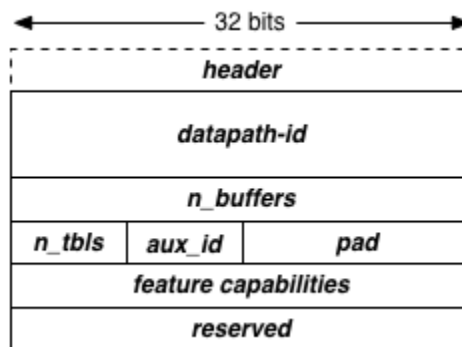 32 bits
header
datapath-id
n_buffers
n_tbls aux_id pad
feature capabilities
reserved